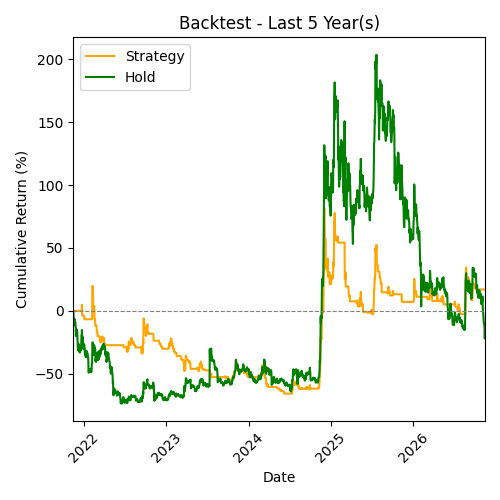 Backtest - Last 5 Year(s)
Strategy
Hold
Cumulative Return (%)
200
150
100
50
0
−50
2022
2023
2024
2025
2026
Date